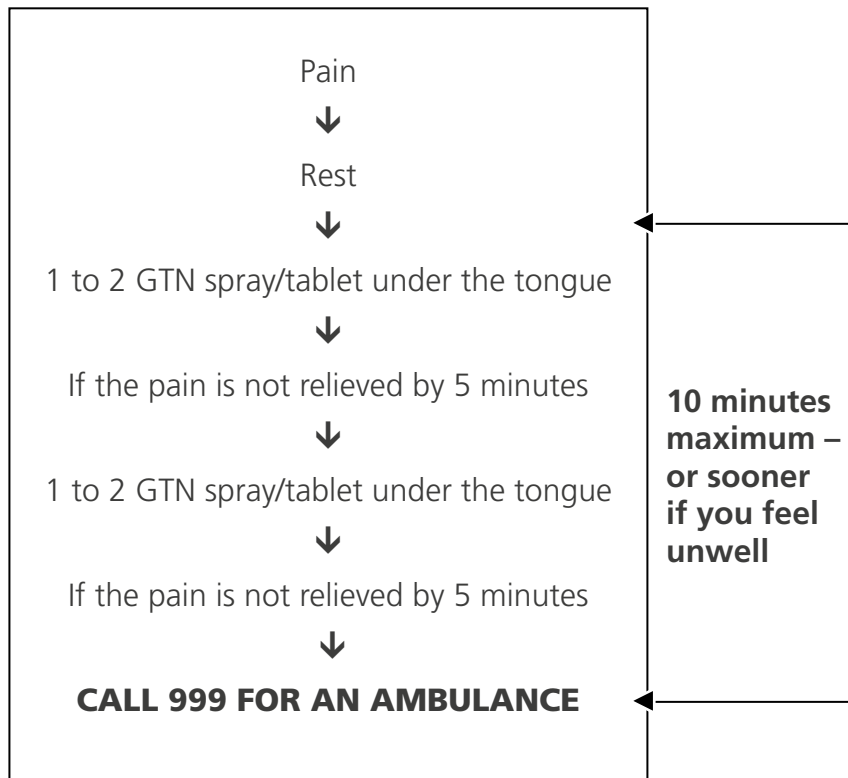 Pain
Rest
1 to 2 GTN spray/tablet under the tongue
If the pain is not relieved by 5 minutes
1 to 2 GTN spray/tablet under the tongue
If the pain is not relieved by 5 minutes
CALL 999 FOR AN AMBULANCE
10 minutes
maximum –
or sooner
if you feel
unwell